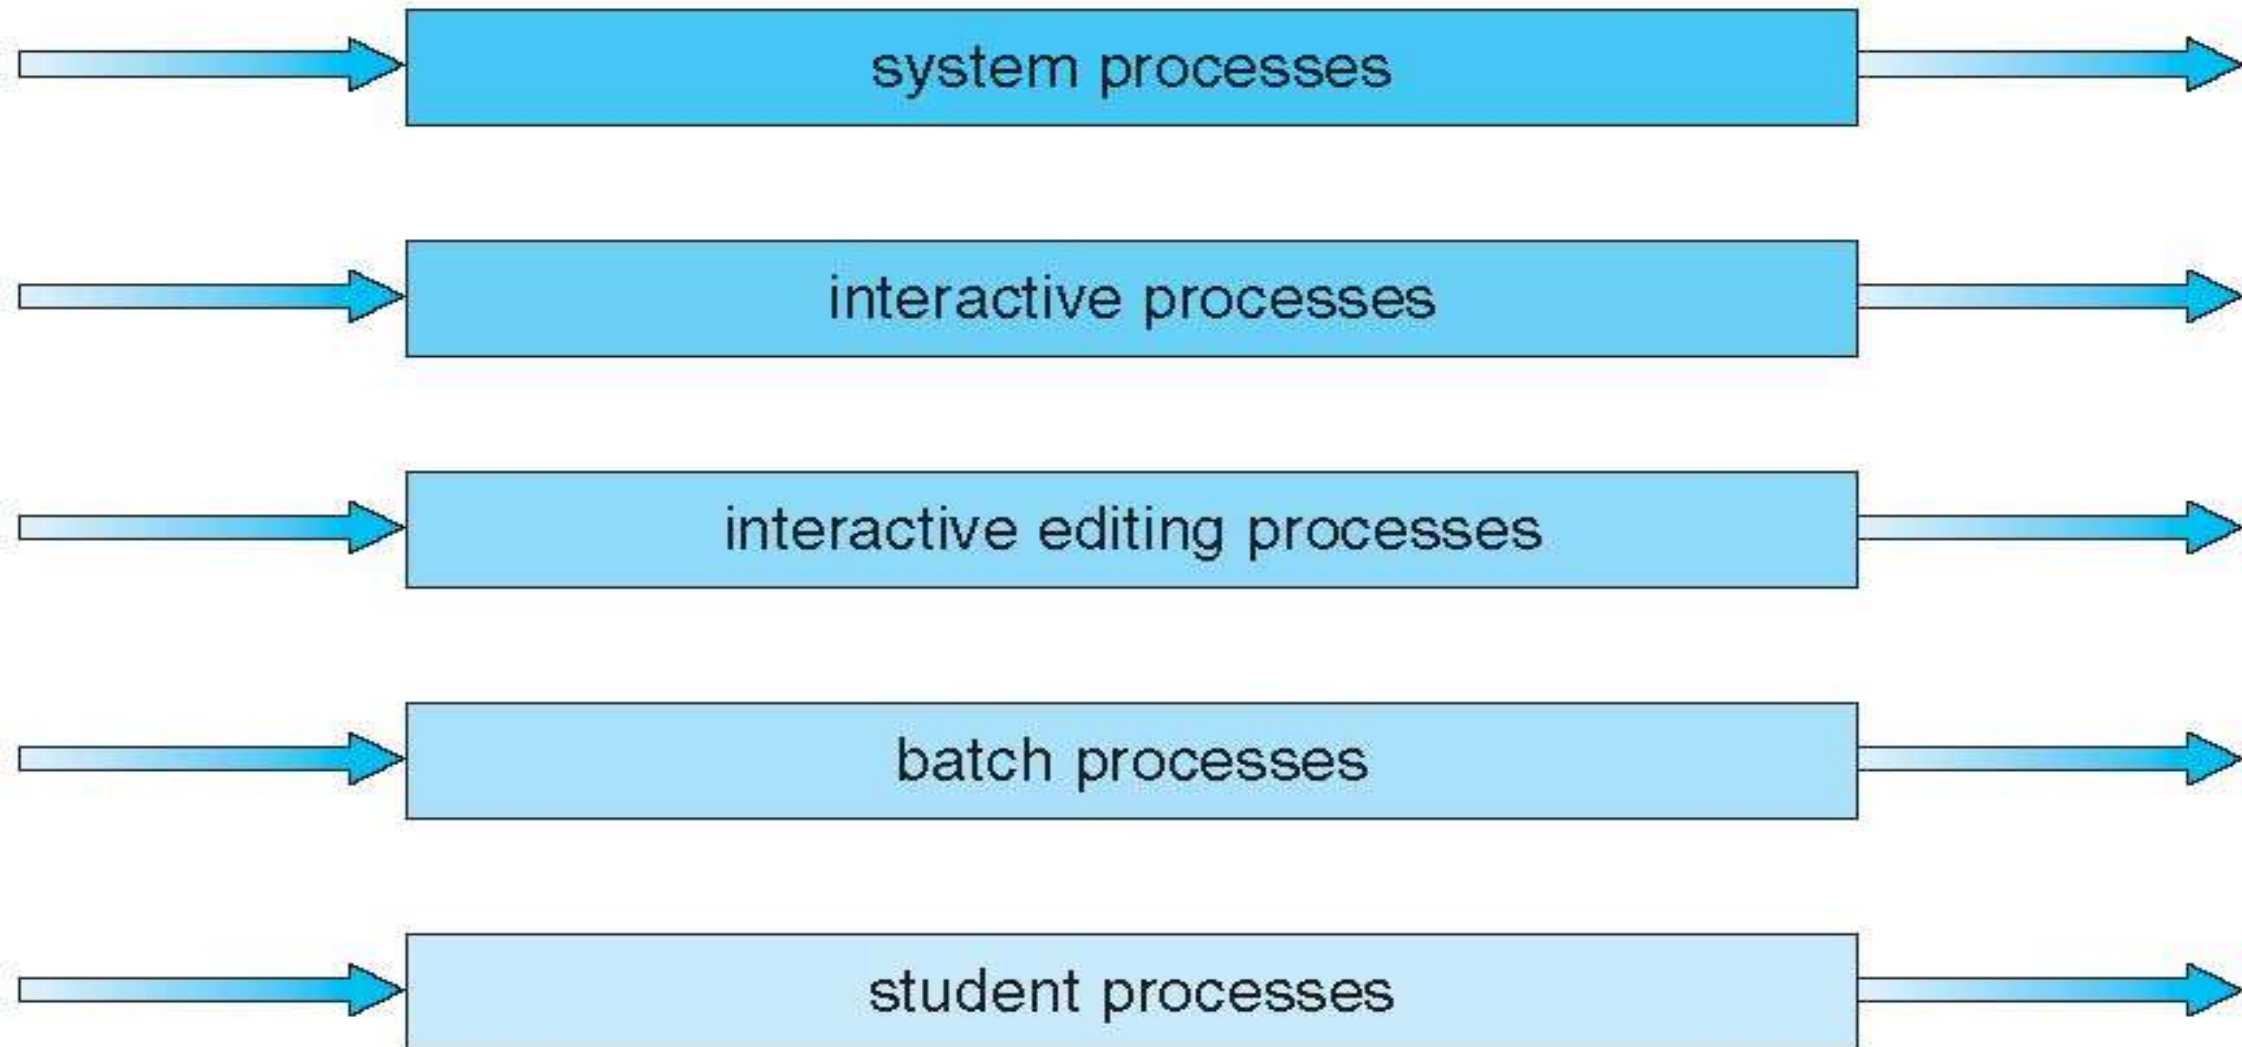 system processes
interactive processes
interactive editing processes
batch processes
student processes